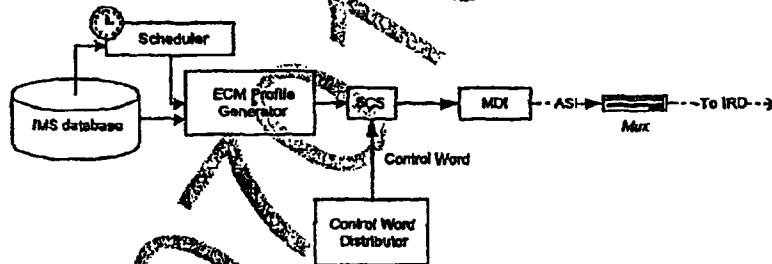 Scheduler
ECM Profile
Generator
SCS
MDI
ASI
To IRD
Mux
IMS database
Control Word
Control Word
Distributor